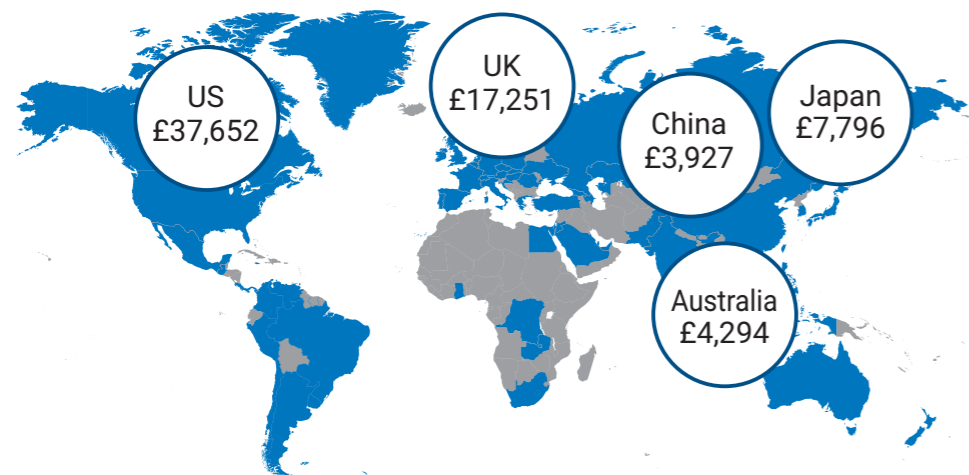 US
£37,652
UK
£17,251
China
£3,927
Japan
£7,796
Australia
£4,294